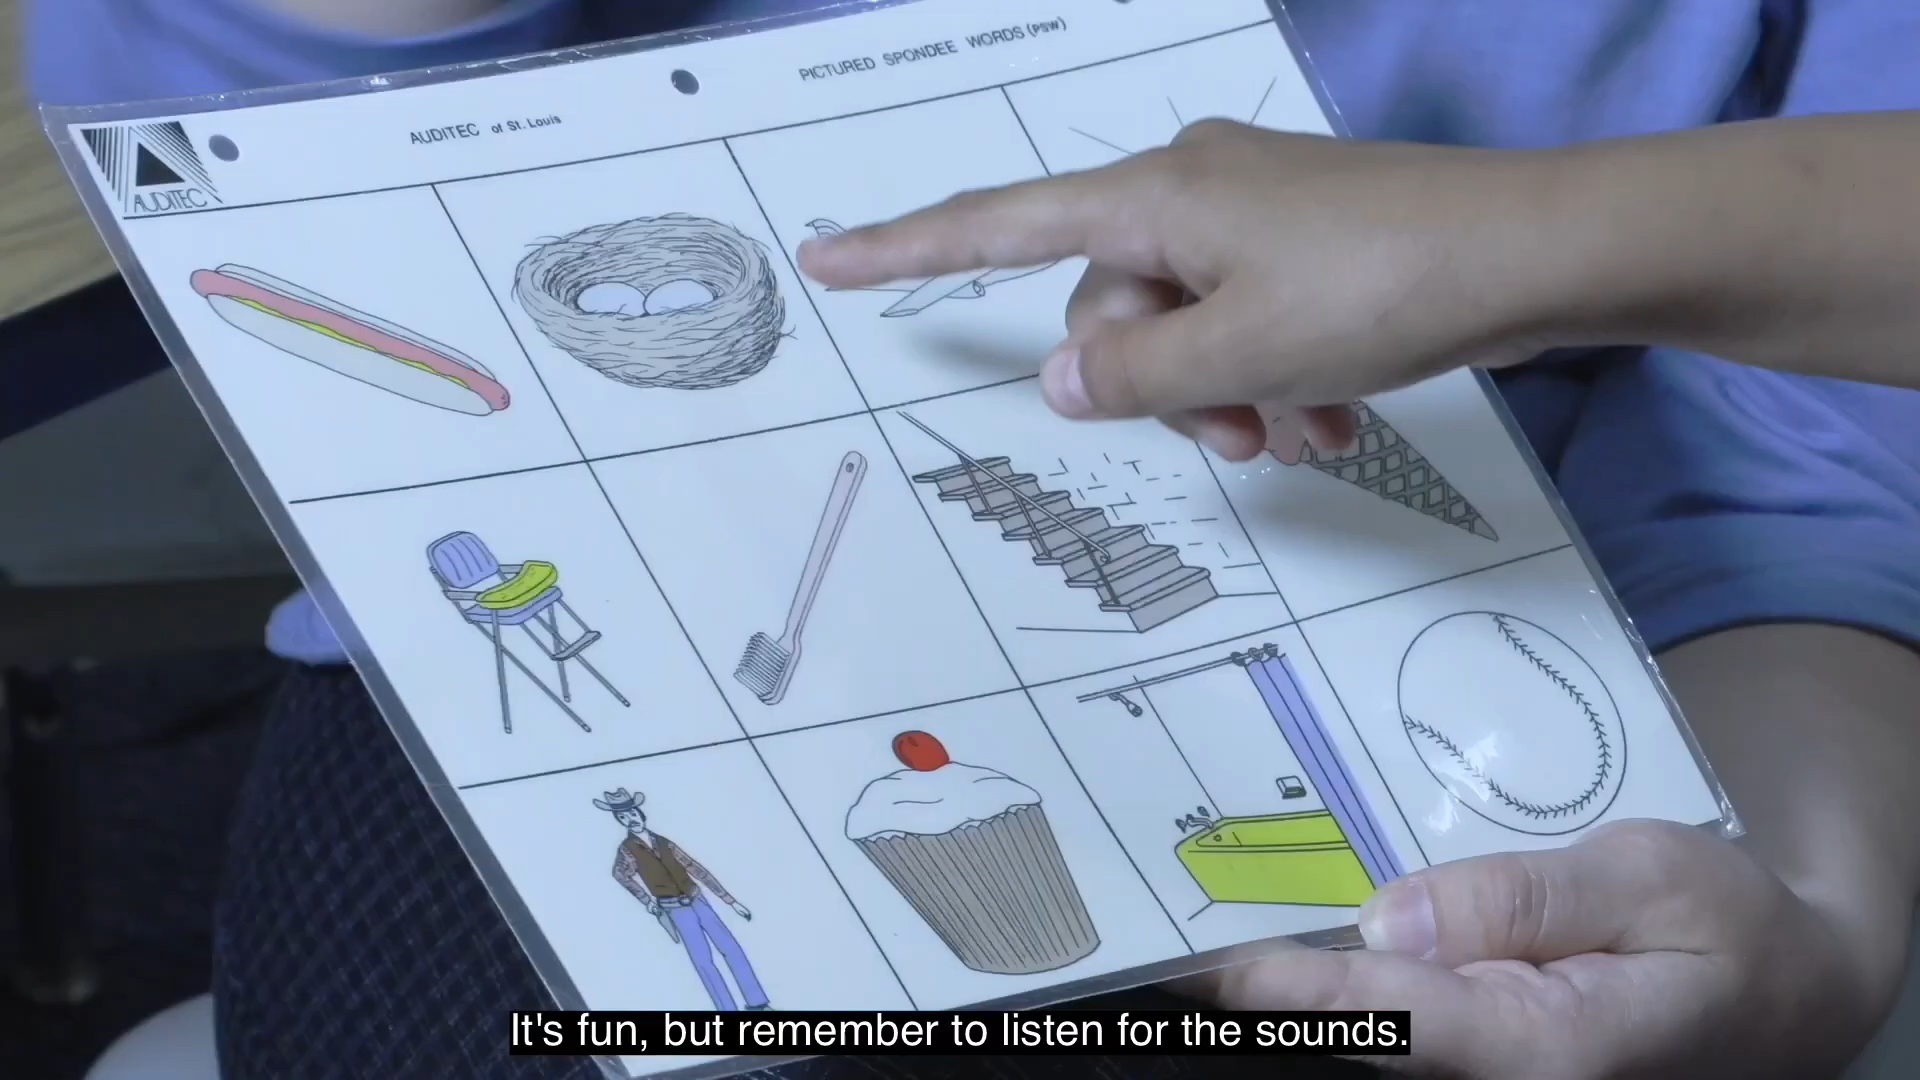 PICTURED SPONDEE WORDS (PSW)
AUDITEC of St. Louis
AUDITEC
It's fun, but remember to listen for the sounds.